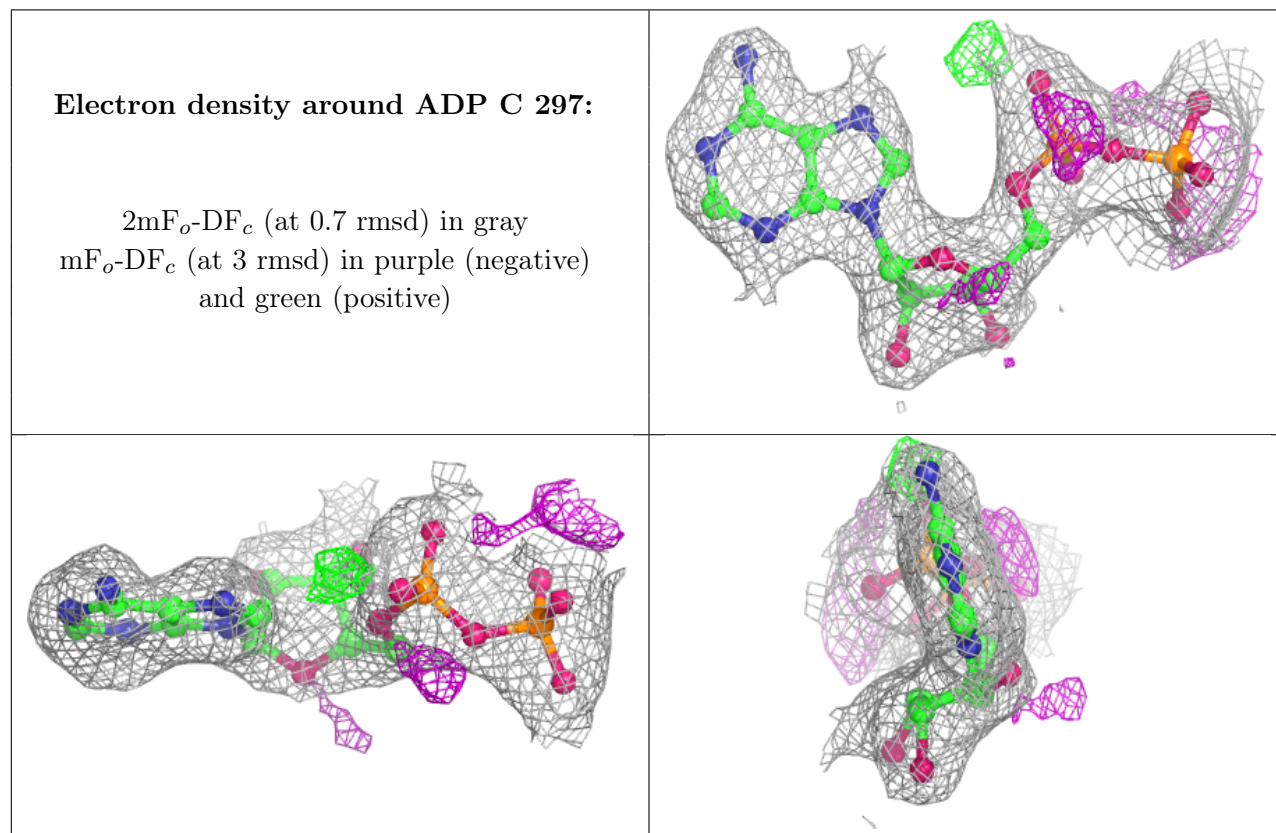 Electron density around ADP C 297:
2mFo-DFc (at 0.7 rmsd) in gray
mFo-DFc (at 3 rmsd) in purple (negative)
and green (positive)